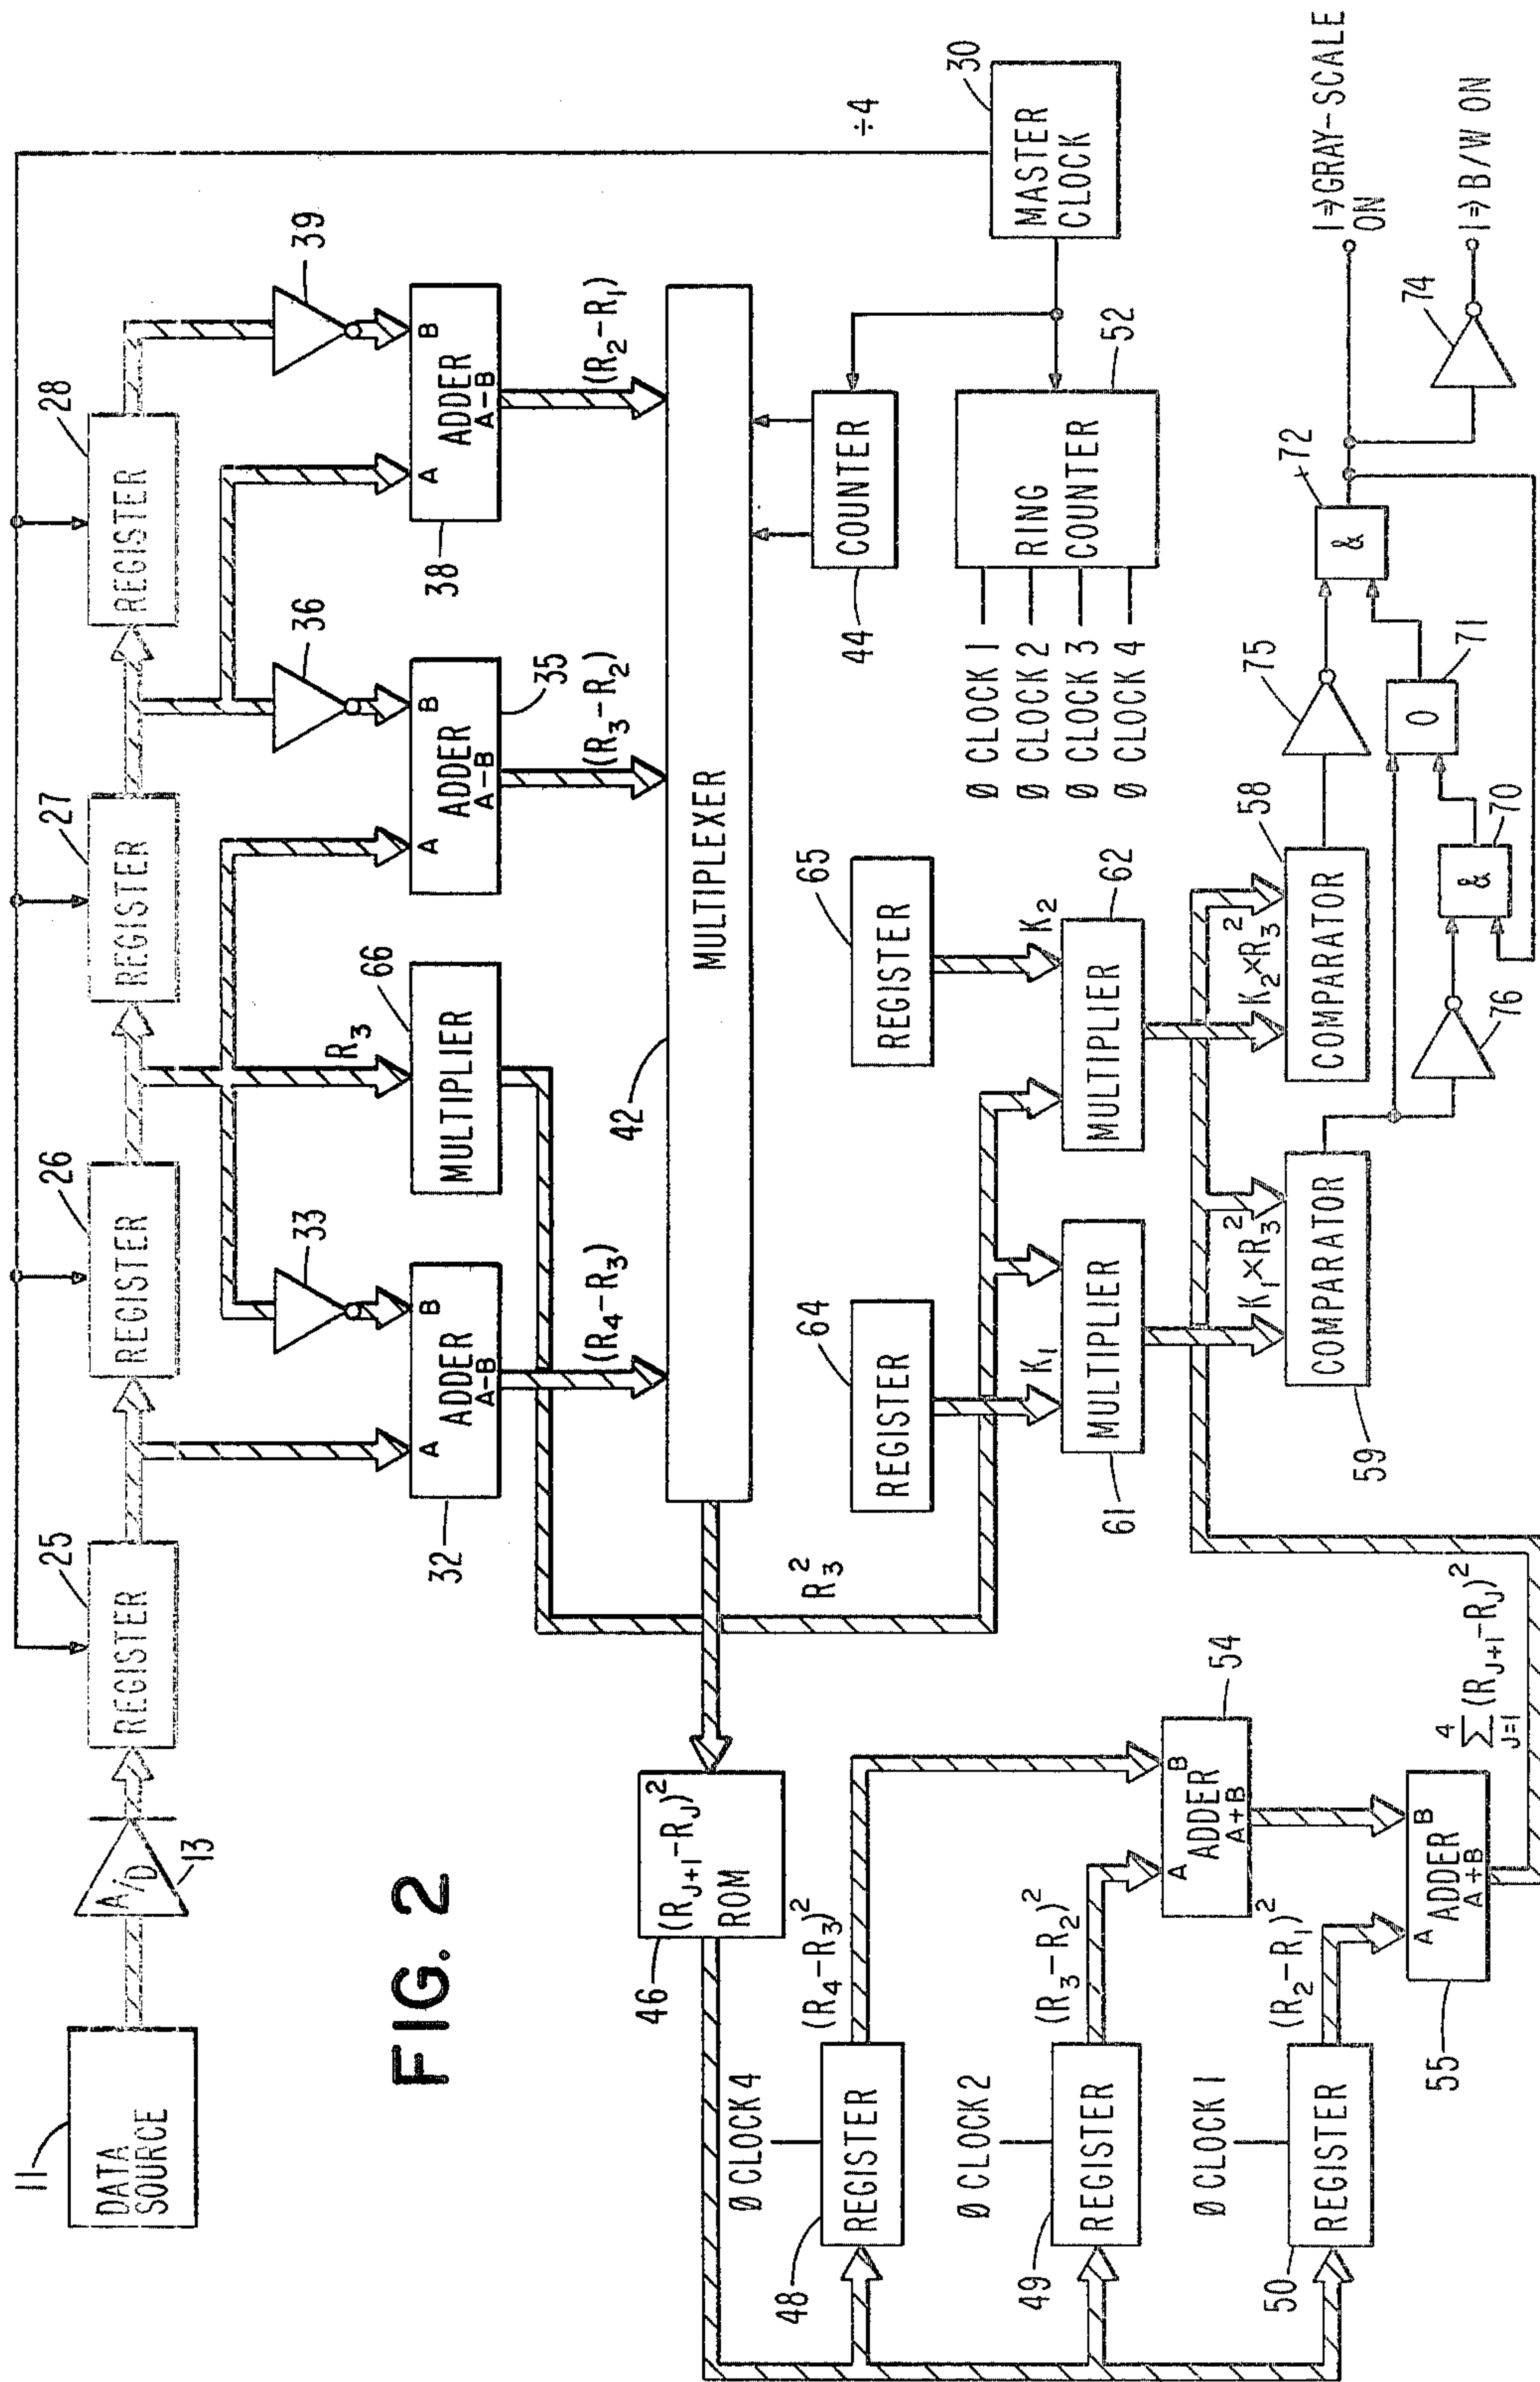 FIG. 2
11
DATA
SOURCE
A/D
13
REGISTER
25
REGISTER
26
REGISTER
27
REGISTER
28
÷4
33
R3
36
39
A
B
ADDER
A–B
32
MULTIPLIER
66
A
B
ADDER
A–B
35
A
B
ADDER
A–B
38
(R4–R3)
(R3–R2)
(R2–R1)
MULTIPLEXER
42
MASTER
CLOCK
30
COUNTER
44
RING
COUNTER
52
Ø CLOCK 1
Ø CLOCK 2
Ø CLOCK 3
Ø CLOCK 4
(RJ+1–RJ)²
ROM
46
R3²
REGISTER
64
REGISTER
65
K1
K2
MULTIPLIER
61
MULTIPLIER
62
Ø CLOCK 4
REGISTER
48
(R4–R3)²
Ø CLOCK 2
REGISTER
49
(R3–R2)²
Ø CLOCK 1
REGISTER
50
(R2–R1)²
A
B
ADDER
A+B
54
A
B
ADDER
A+B
55
4
∑ (RJ+1–RJ)²
J=1
K1×R3²
K2×R3²
COMPARATOR
59
COMPARATOR
58
75
76
&
70
O
71
&
72
74
1⇒GRAY-SCALE
ON
1⇒B/W ON